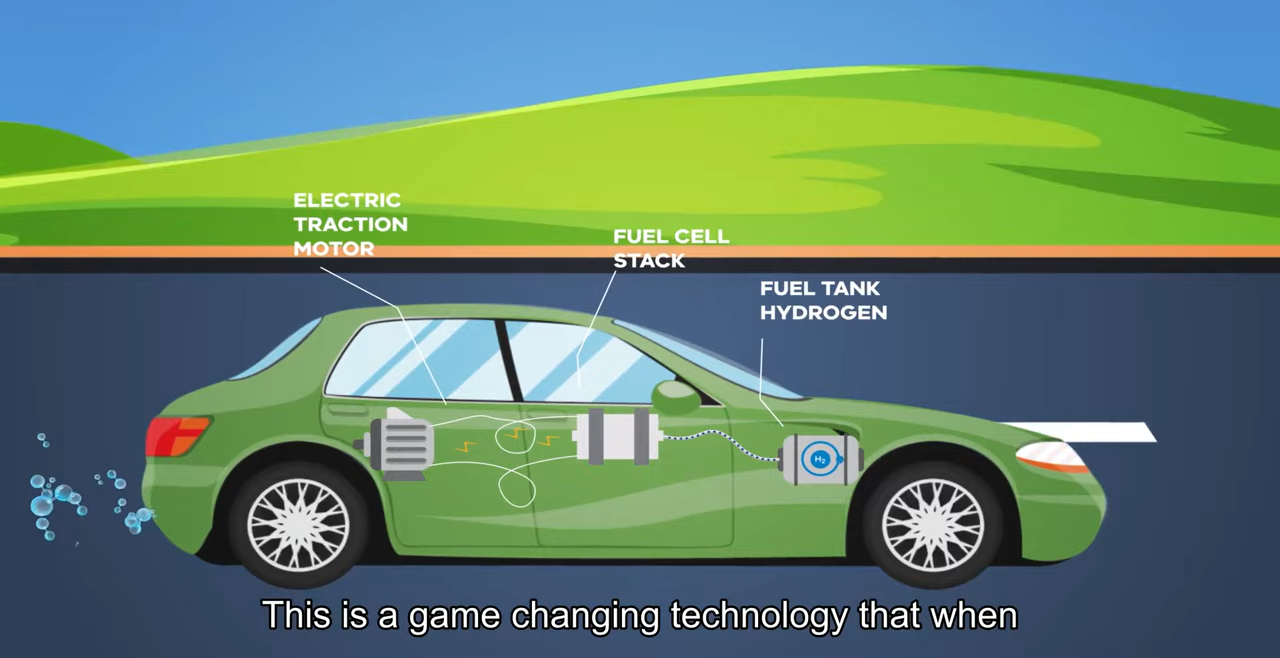 ELECTRIC
TRACTION
MOTOR
FUEL CELL
STACK
FUEL TANK
HYDROGEN
H₂
This is a game changing technology that when